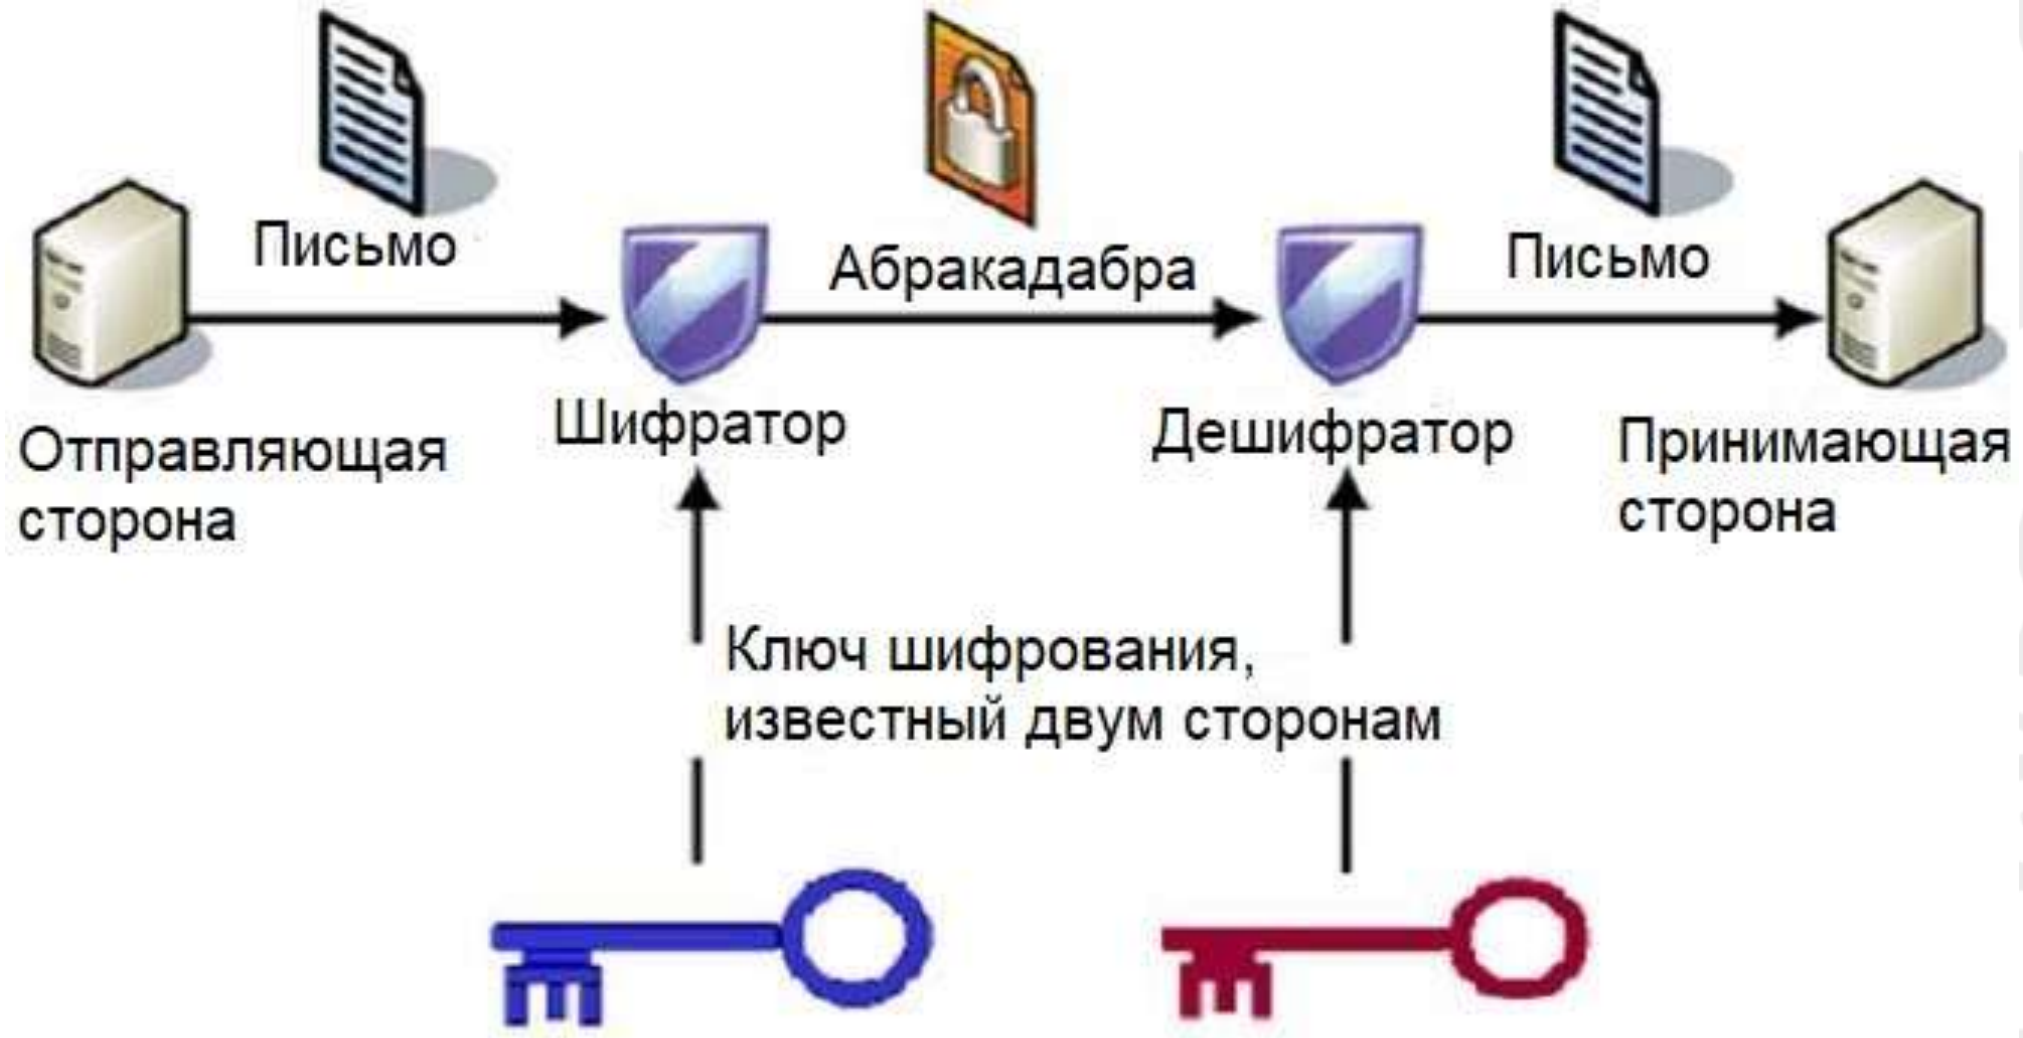 Письмо
Абракадабра
Письмо
Шифратор
Дешифратор
Отправляющая
сторона
Принимающая
сторона
Ключ шифрования,
известный двум сторонам